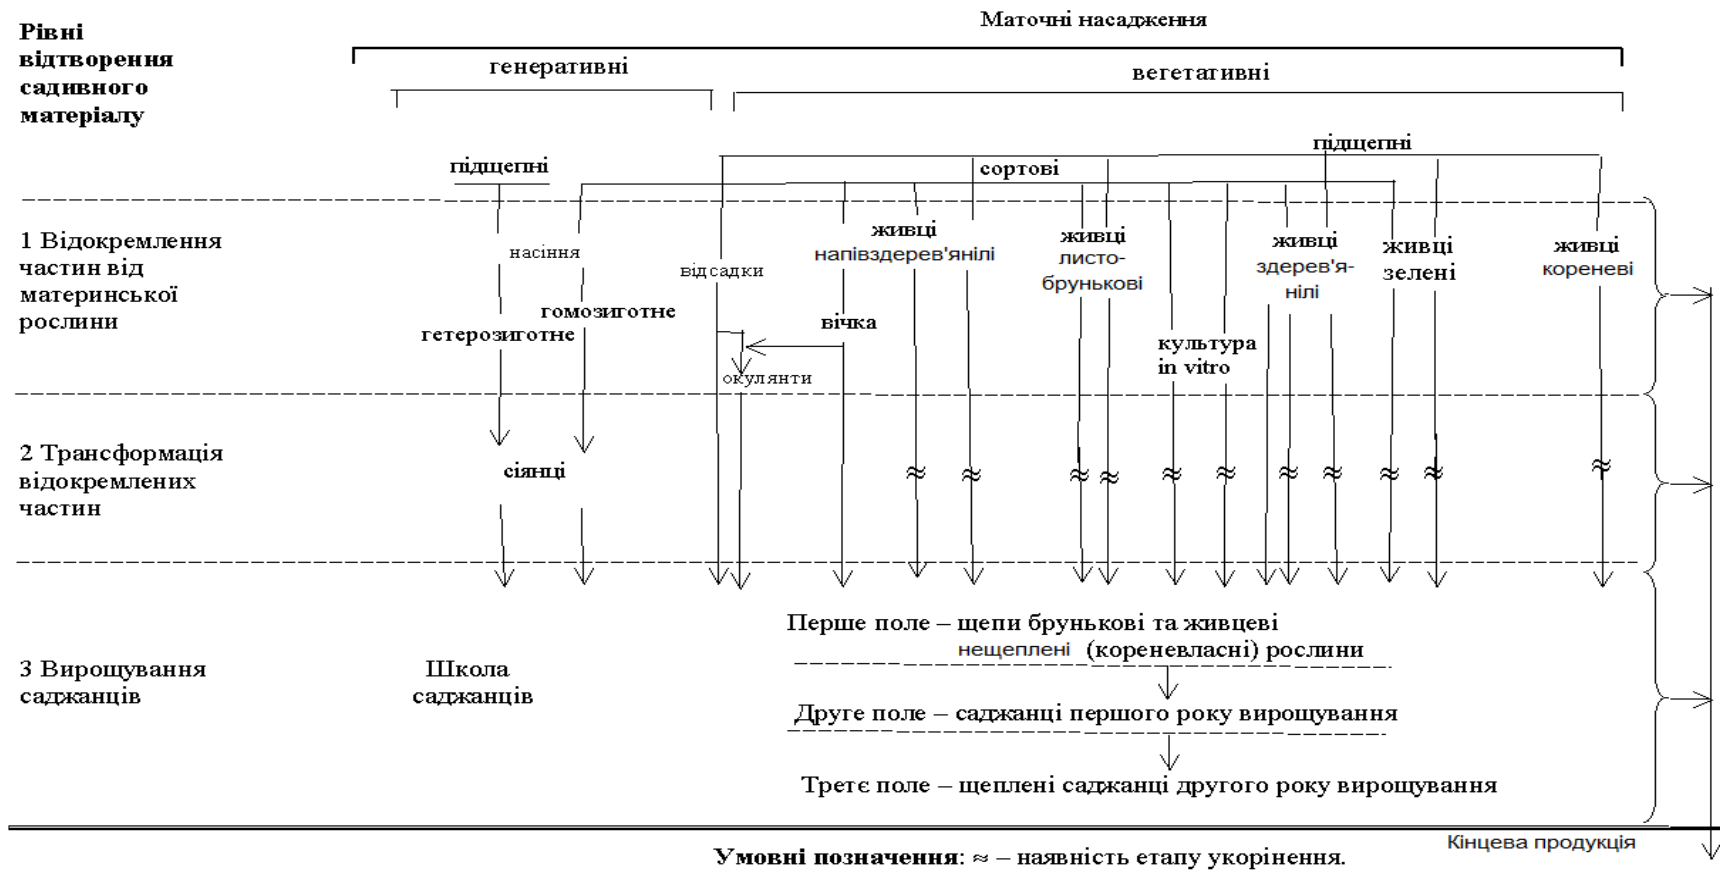 Маточні насадження
Рівні
відтворення
садивного
матеріалу
генеративні
вегетативні
підщепні
підщепні
сортові
1 Відокремлення
частин від
материнської
рослини
насіння
гетерозиготне
гомозиготне
відсадки
окулянти
вічка
живці
напівздерев'янілі
живці
листо-
брунькові
культура
in vitro
живці
здерев'я-
нілі
живці
зелені
живці
кореневі
2 Трансформація
відокремлених
частин
сіянці
≈ ≈ ≈ ≈ ≈ ≈ ≈ ≈ ≈ ≈ ≈
3 Вирощування
саджанців
Школа
саджанців
Перше поле – щепи брунькові та живцеві
нещеплені (кореневласні) рослини
Друге поле – саджанці першого року вирощування
Третє поле – щеплені саджанці другого року вирощування
Кінцева продукція
Умовні позначення: ≈ – наявність етапу укорінення.